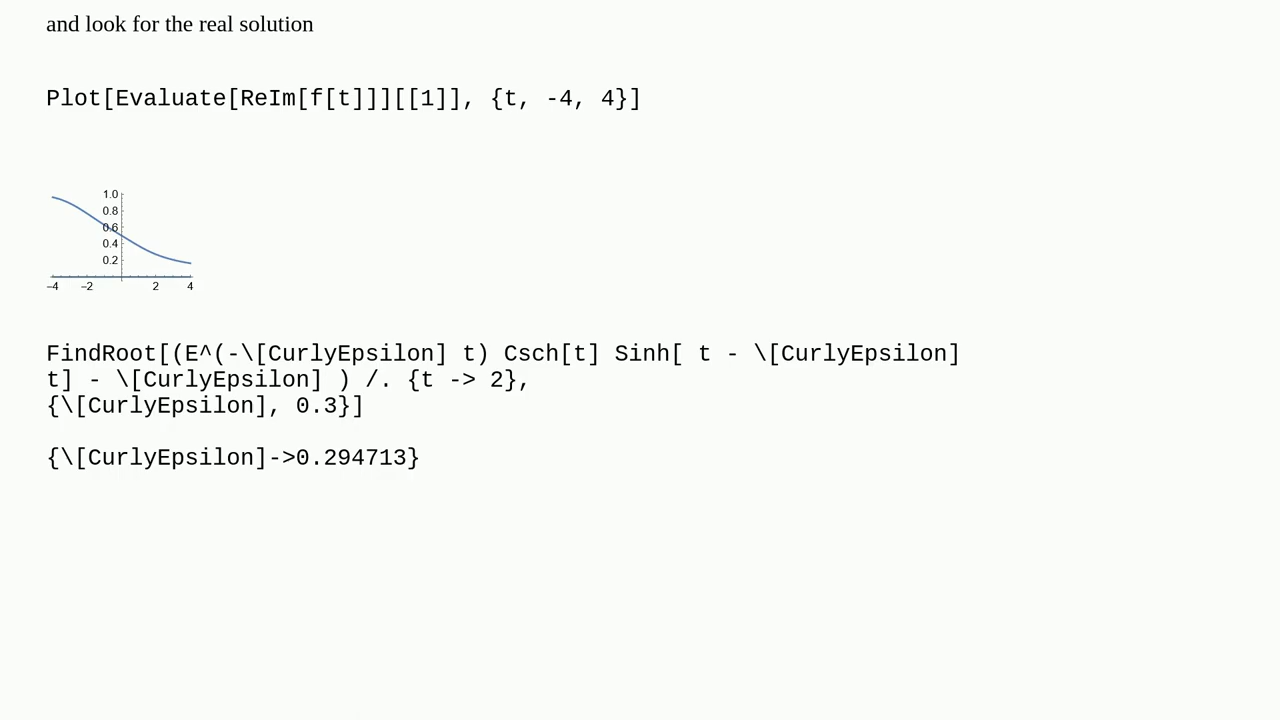 and look for the real solution
Plot[Evaluate[ReIm[f[t]]][[1]], {t, -4, 4}]
1.0
0.8
0.6
0.4
0.2
−4 −2 2 4
FindRoot[(E^(-\[CurlyEpsilon] t) Csch[t] Sinh[ t - \[CurlyEpsilon]
t] - \[CurlyEpsilon] ) /. {t -> 2},
{\[CurlyEpsilon], 0.3}]
{\[CurlyEpsilon]->0.294713}